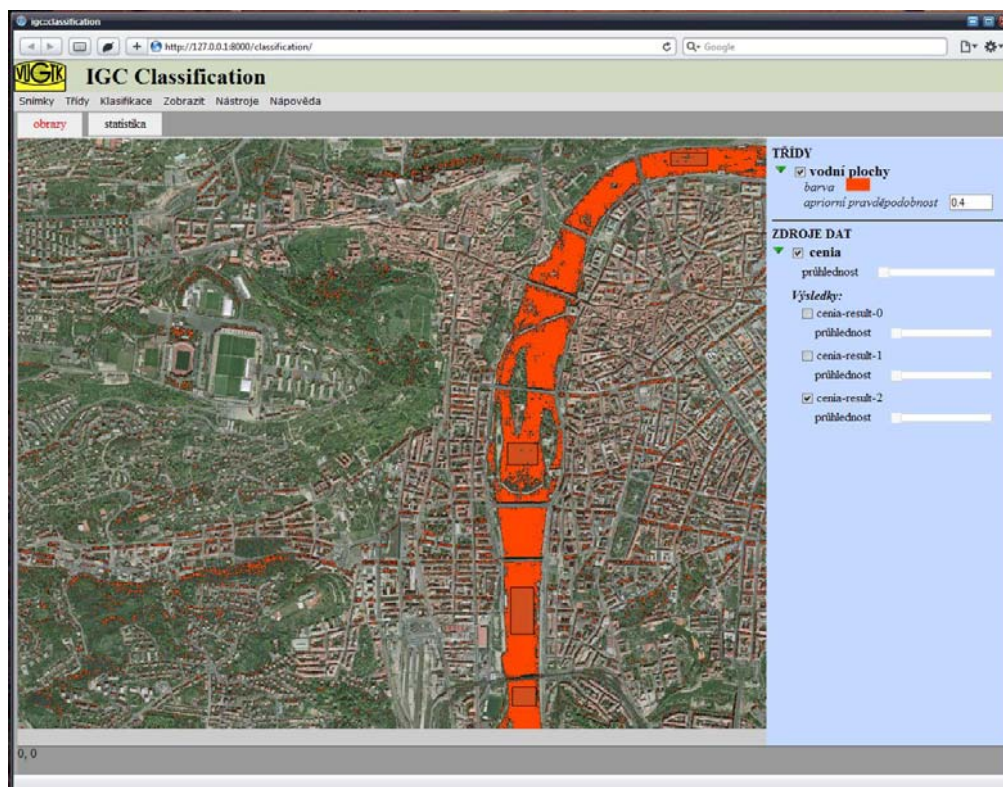 igc::classification
http://127.0.0.1:8000/classification/
Google
VÚGTK IGC Classification
Snímky Třídy Klasifikace Zobrazit Nástroje Nápověda
obrazy statistika
TŘÍDY
vodní plochy
barva
apriorní pravděpodobnost 0.4
ZDROJE DAT
cenia
průhlednost
Výsledky:
cenia-result-0
průhlednost
cenia-result-1
průhlednost
cenia-result-2
průhlednost
0, 0